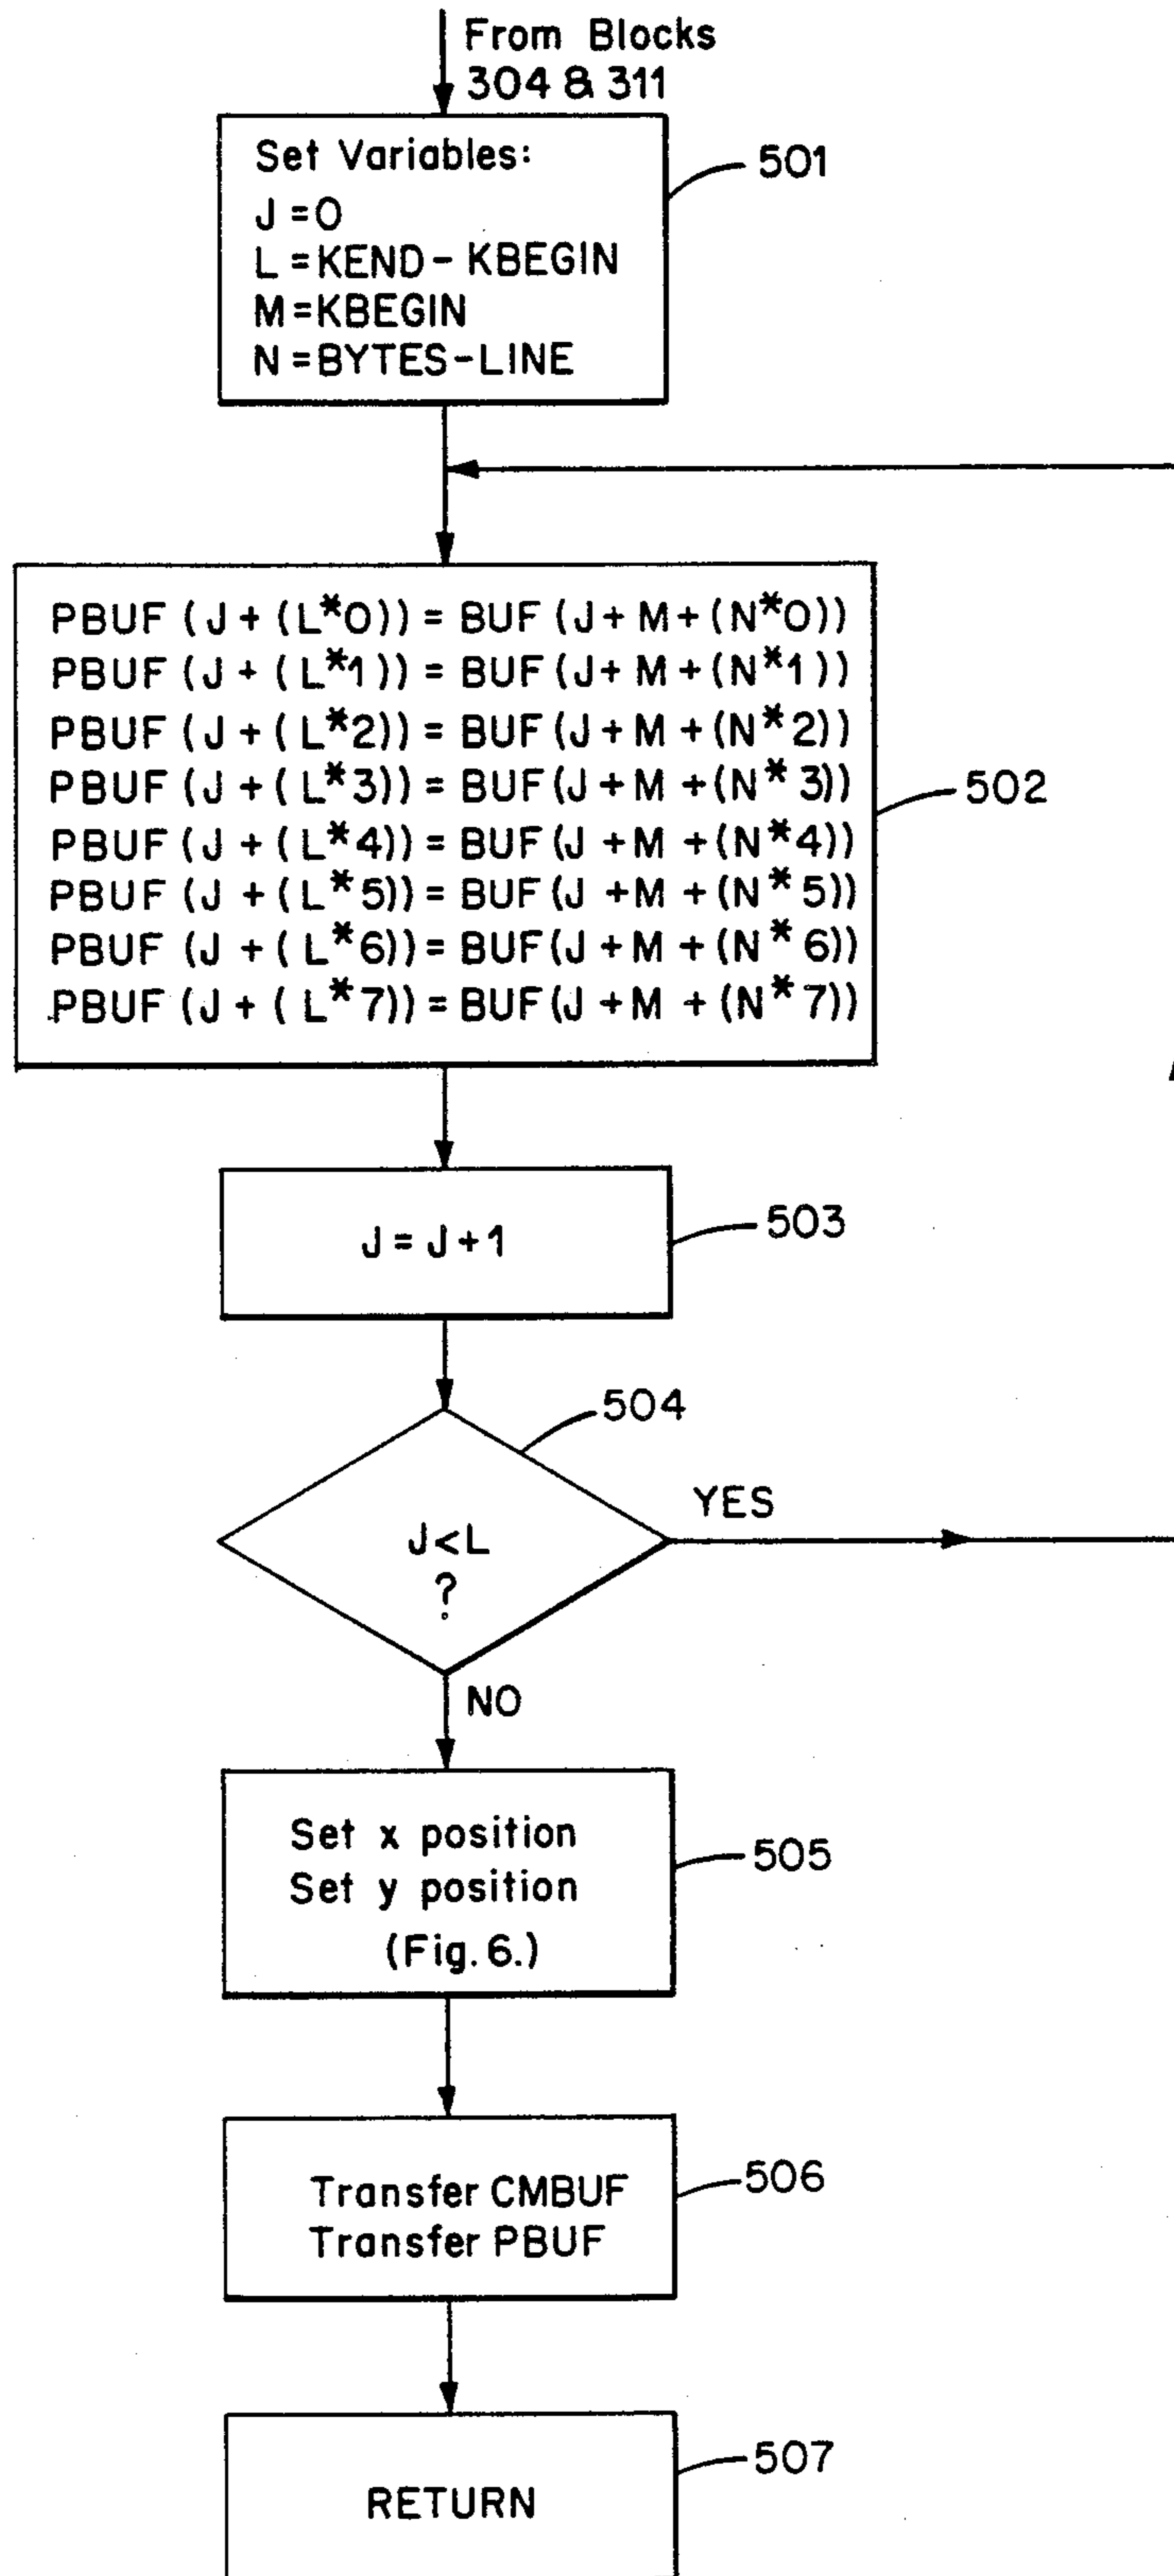 From Blocks
304 & 311
Set Variables:
J=0
L=KEND-KBEGIN
M=KBEGIN
N=BYTES-LINE
501
PBUF (J+(L*0)) = BUF (J+M+(N*0))
PBUF (J+(L*1)) = BUF (J+M+(N*1))
PBUF (J+(L*2)) = BUF (J+M+(N*2))
PBUF (J+(L*3)) = BUF (J+M+(N*3))
PBUF (J+(L*4)) = BUF (J+M+(N*4))
PBUF (J+(L*5)) = BUF (J+M+(N*5))
PBUF (J+(L*6)) = BUF (J+M+(N*6))
PBUF (J+(L*7)) = BUF (J+M+(N*7))
502
J=J+1
503
504
J<L
?
YES
NO
Set x position
Set y position
(Fig. 6.)
505
Transfer CMBUF
Transfer PBUF
506
RETURN
507